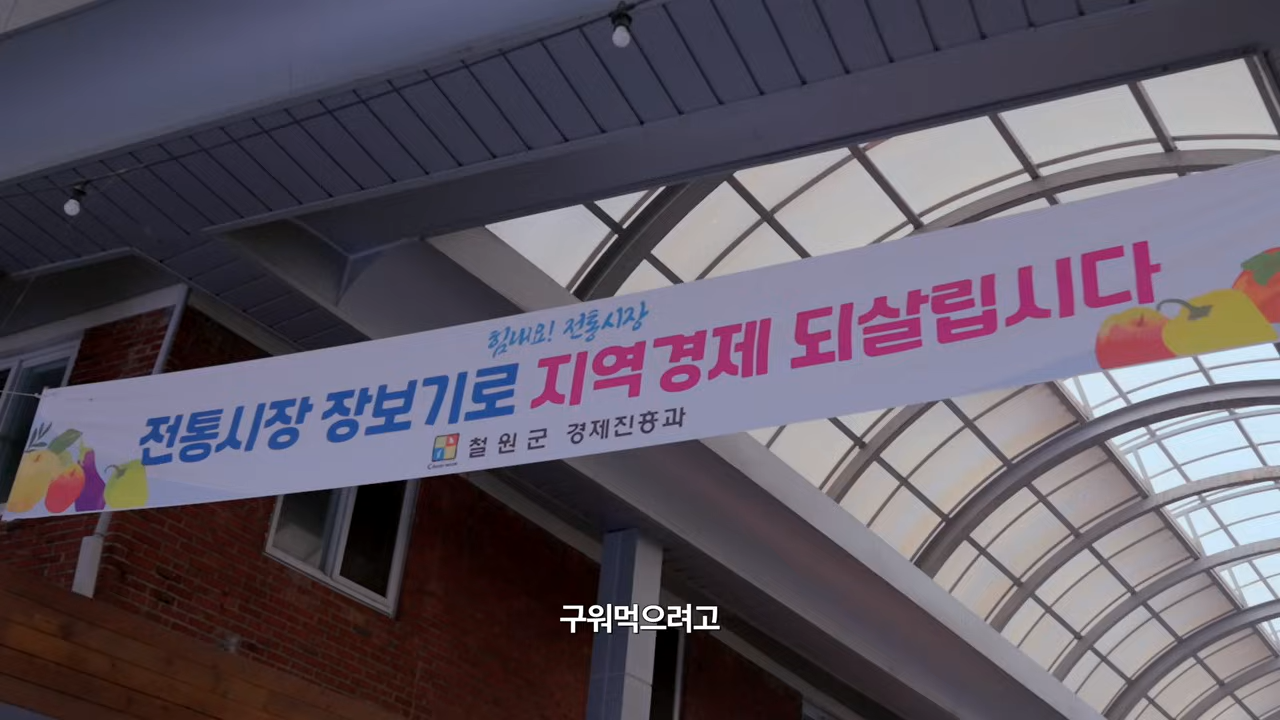 힘내요! 전통시장
전통시장 장보기로 지역경제 되살립시다
철원군 경제진흥과
구워먹으려고